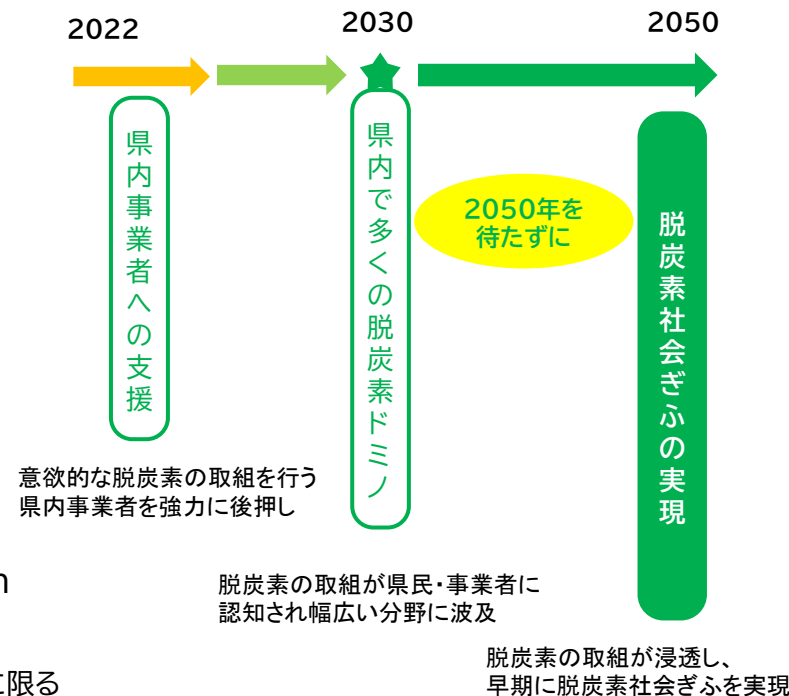 2022
2030
2050
県内事業者への支援
県内で多くの脱炭素ドミノ
2050年を
待たずに
脱炭素社会ぎふの実現
意欲的な脱炭素の取組を行う
県内事業者を強力に後押し
脱炭素の取組が県民・事業者に
認知され幅広い分野に波及
脱炭素の取組が浸透し、
早期に脱炭素社会ぎふを実現
に限る